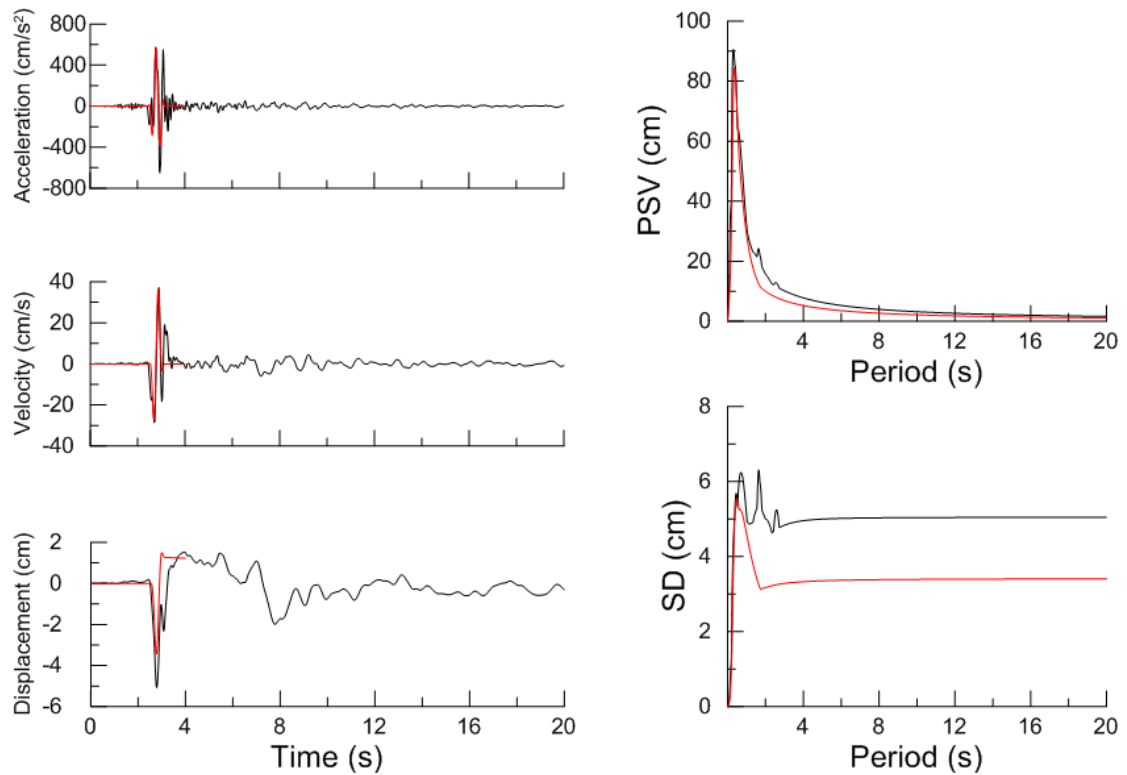 Acceleration (cm/s²)
800
400
0
-400
-800
Velocity (cm/s)
40
20
0
-20
-40
Displacement (cm)
2
0
-2
-4
-6
0 4 8 12 16 20
Time (s)
PSV (cm)
100
80
60
40
20
0
4 8 12 16 20
Period (s)
SD (cm)
8
6
4
2
0
4 8 12 16 20
Period (s)